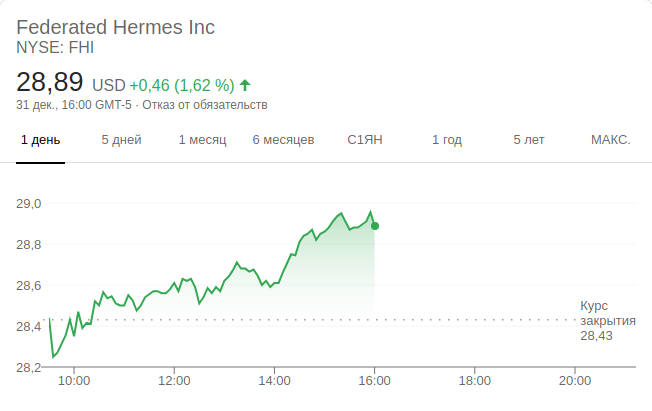 Federated Hermes Inc
NYSE: FHI
28,89 USD +0,46 (1,62 %)
31 дек., 16:00 GMT-5 · Отказ от обязательств
1 день 5 дней 1 месяц 6 месяцев С1ЯН 1 год 5 лет МАКС.
29,0
28,8
28,6
28,4
28,2
Курс
закрытия
28,43
10:00 12:00 14:00 16:00 18:00 20:00